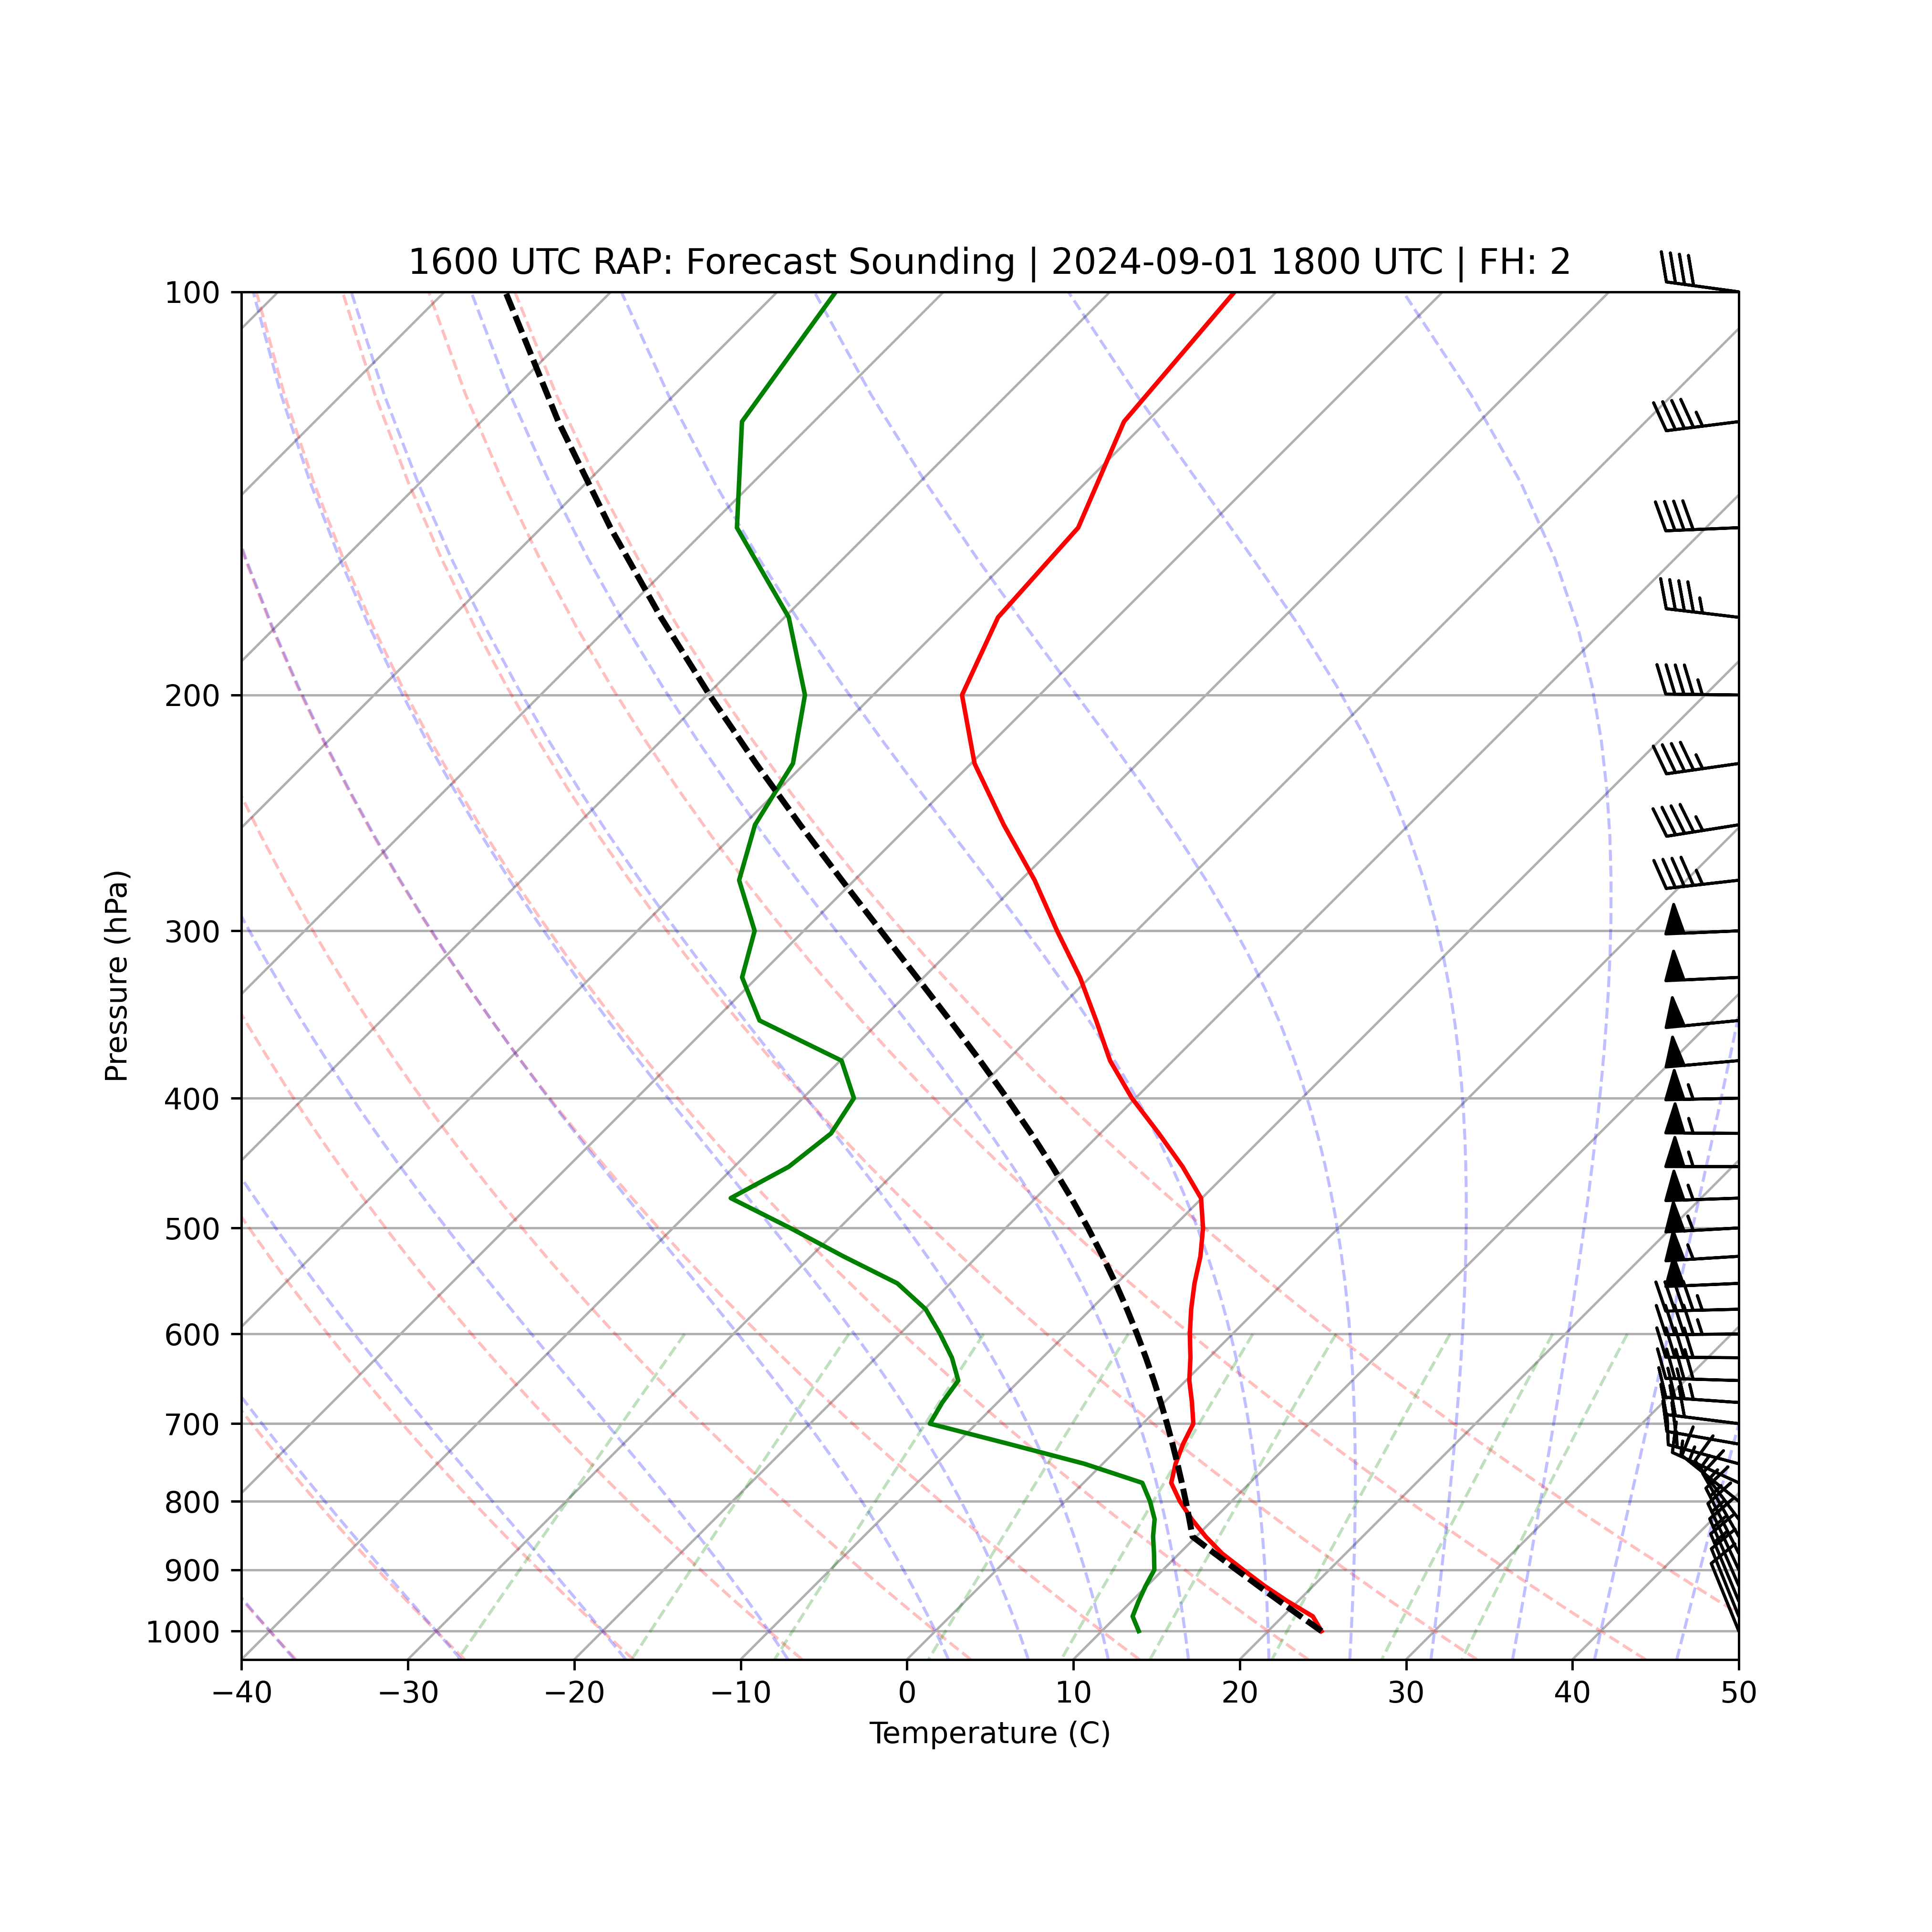 1600 UTC RAP: Forecast Sounding | 2024-09-01 1800 UTC | FH: 2
100
200
300
400
500
600
700
800
900
1000
Pressure (hPa)
−40 −30 −20 −10 0 10 20 30 40 50
Temperature (C)